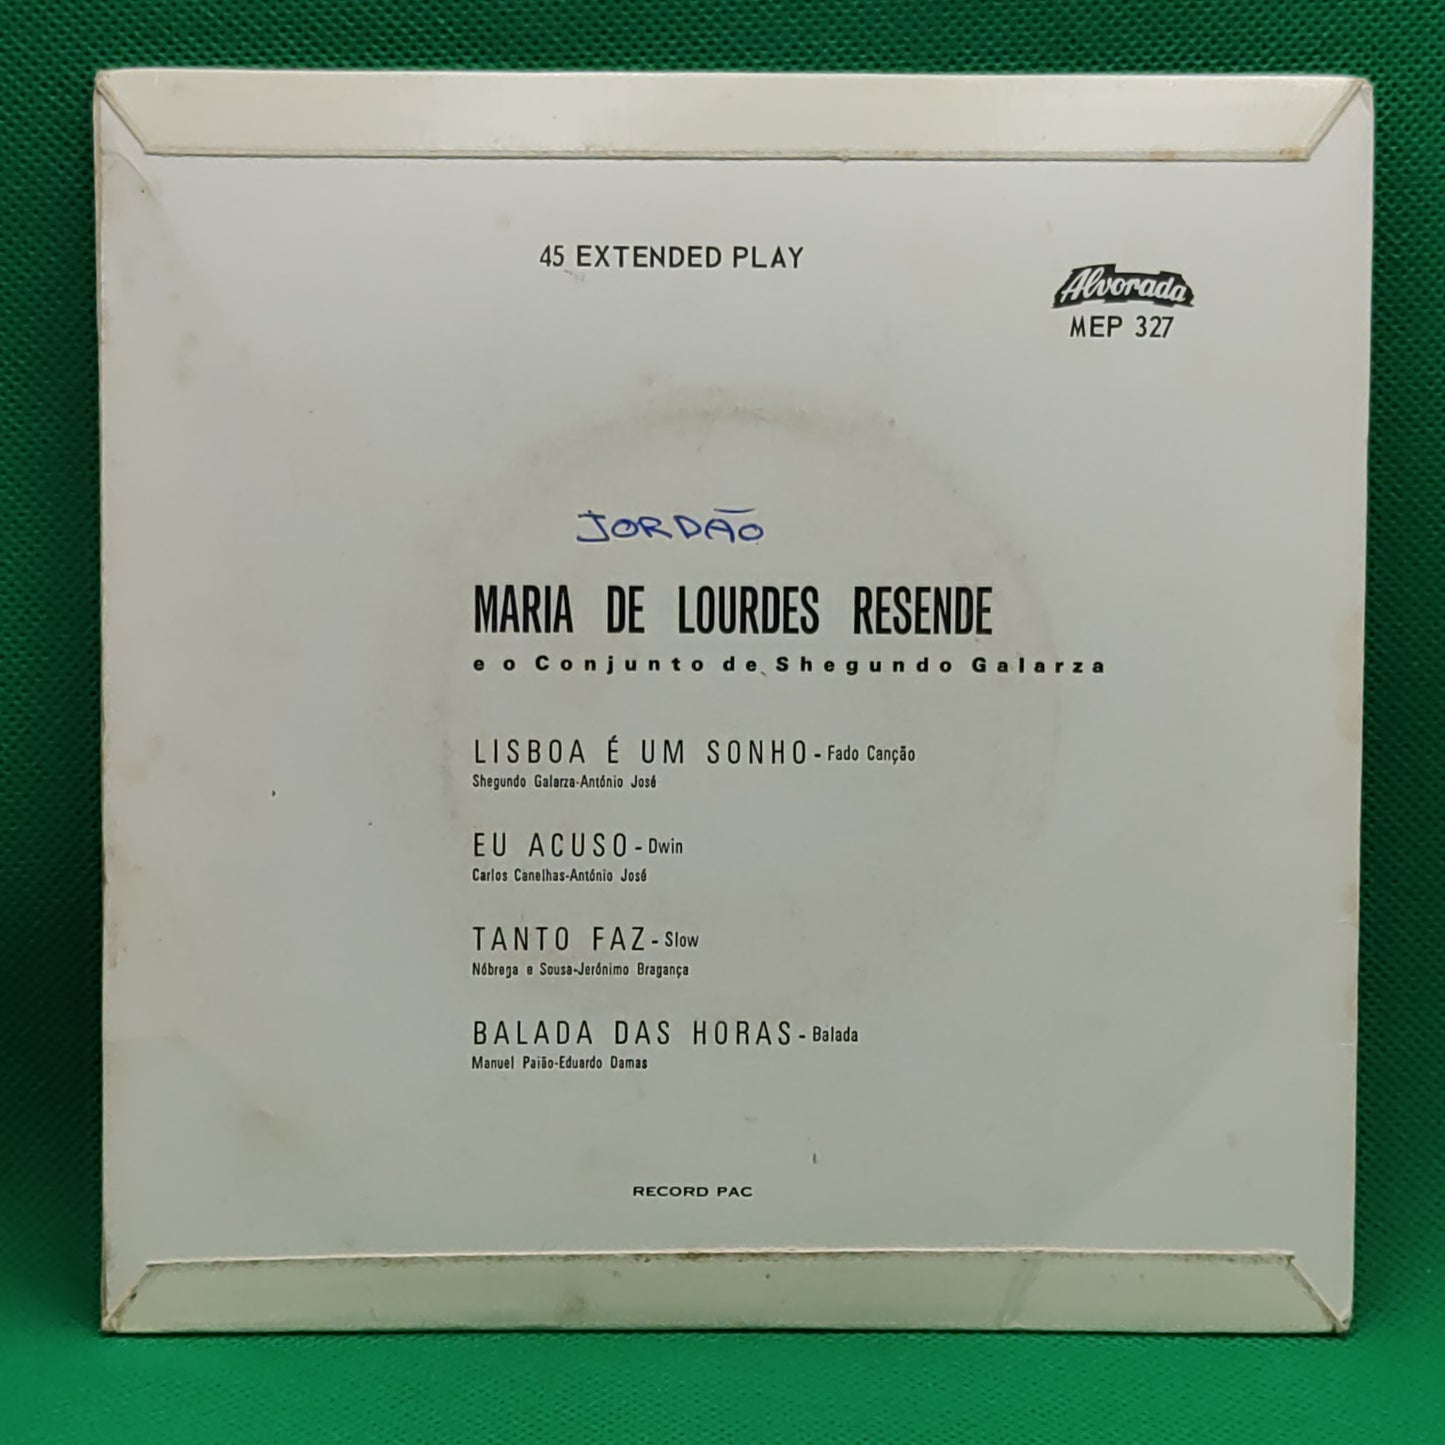 45 EXTENDED PLAY
Alvorada
MEP 327
JORDÃO
MARIA DE LOURDES RESENDE
e o Conjunto de Shegundo Galarza
LISBOA É UM SONHO - Fado Canção
Shegundo Galarza-António José
EU ACUSO - Dwin
Carlos Canelhas-António José
TANTO FAZ - Slow
Nóbrega e Sousa-Jerónimo Bragança
BALADA DAS HORAS - Balada
Manuel Paião-Eduardo Damas
RECORD PAC